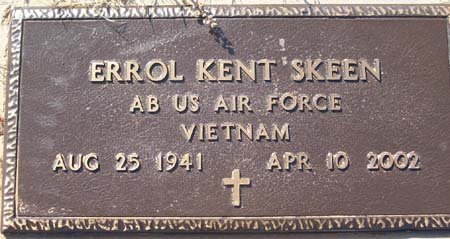 ERROL KENT SKEEN
AB US AIR FORCE
VIETNAM
AUG 25 1941 APR 10 2002